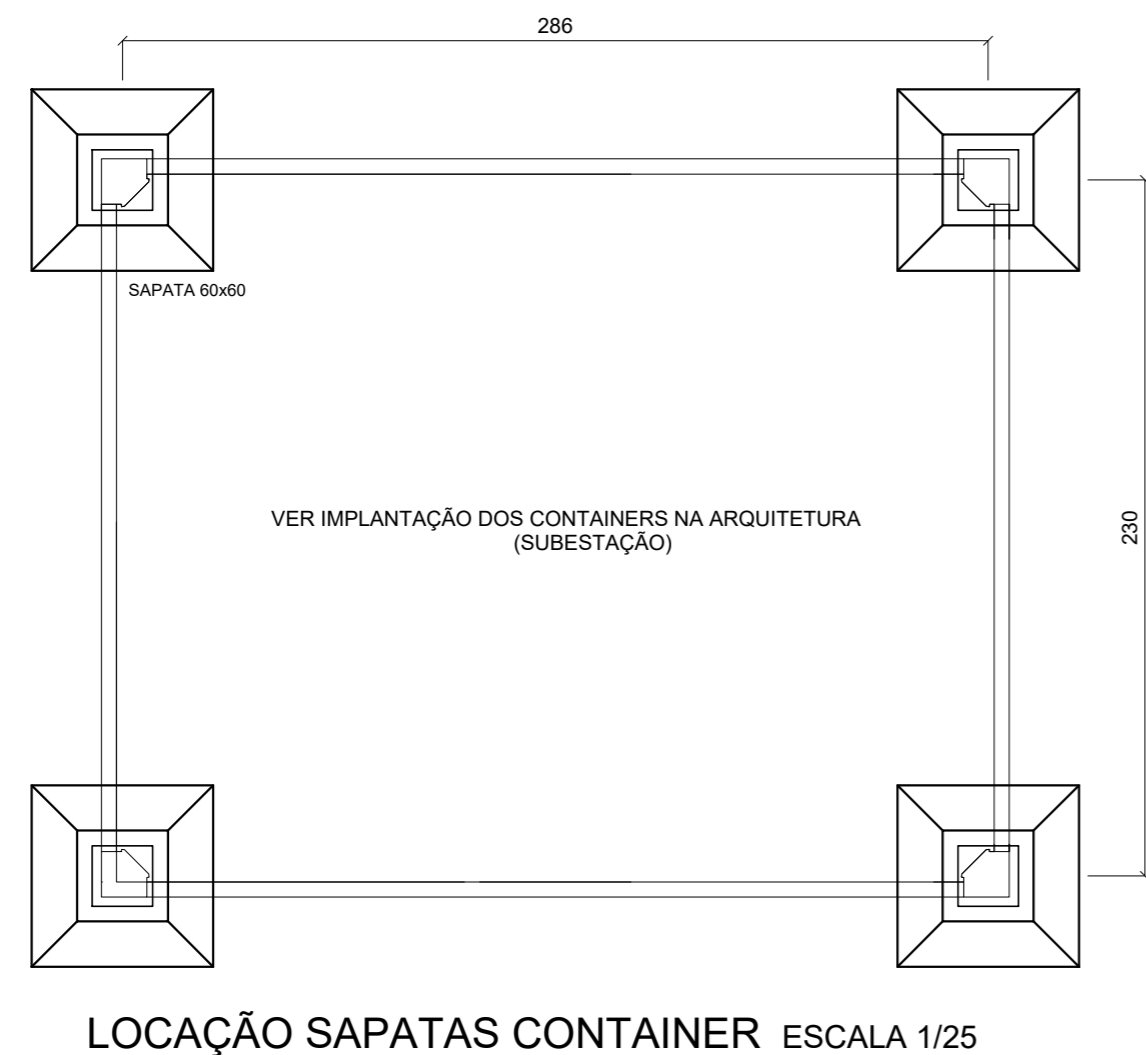 286
SAPATA 60x60
VER IMPLANTAÇÃO DOS CONTAINERS NA ARQUITETURA
(SUBESTAÇÃO)
230
LOCAÇÃO SAPATAS CONTAINER ESCALA 1/25